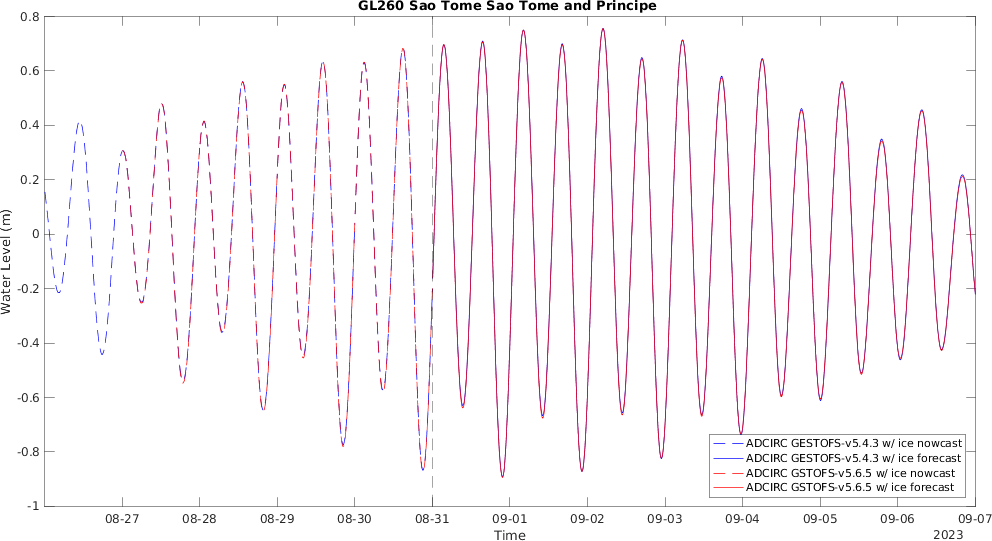 GL260 Sao Tome Sao Tome and Principe
Water Level (m)
0.8
0.6
0.4
0.2
0
-0.2
-0.4
-0.6
-0.8
-1
ADCIRC GESTOFS-v5.4.3 w/ ice nowcast
ADCIRC GESTOFS-v5.4.3 w/ ice forecast
ADCIRC GSTOFS-v5.6.5 w/ ice nowcast
ADCIRC GSTOFS-v5.6.5 w/ ice forecast
08-27 08-28 08-29 08-30 08-31 09-01 09-02 09-03 09-04 09-05 09-06 09-07
Time
2023